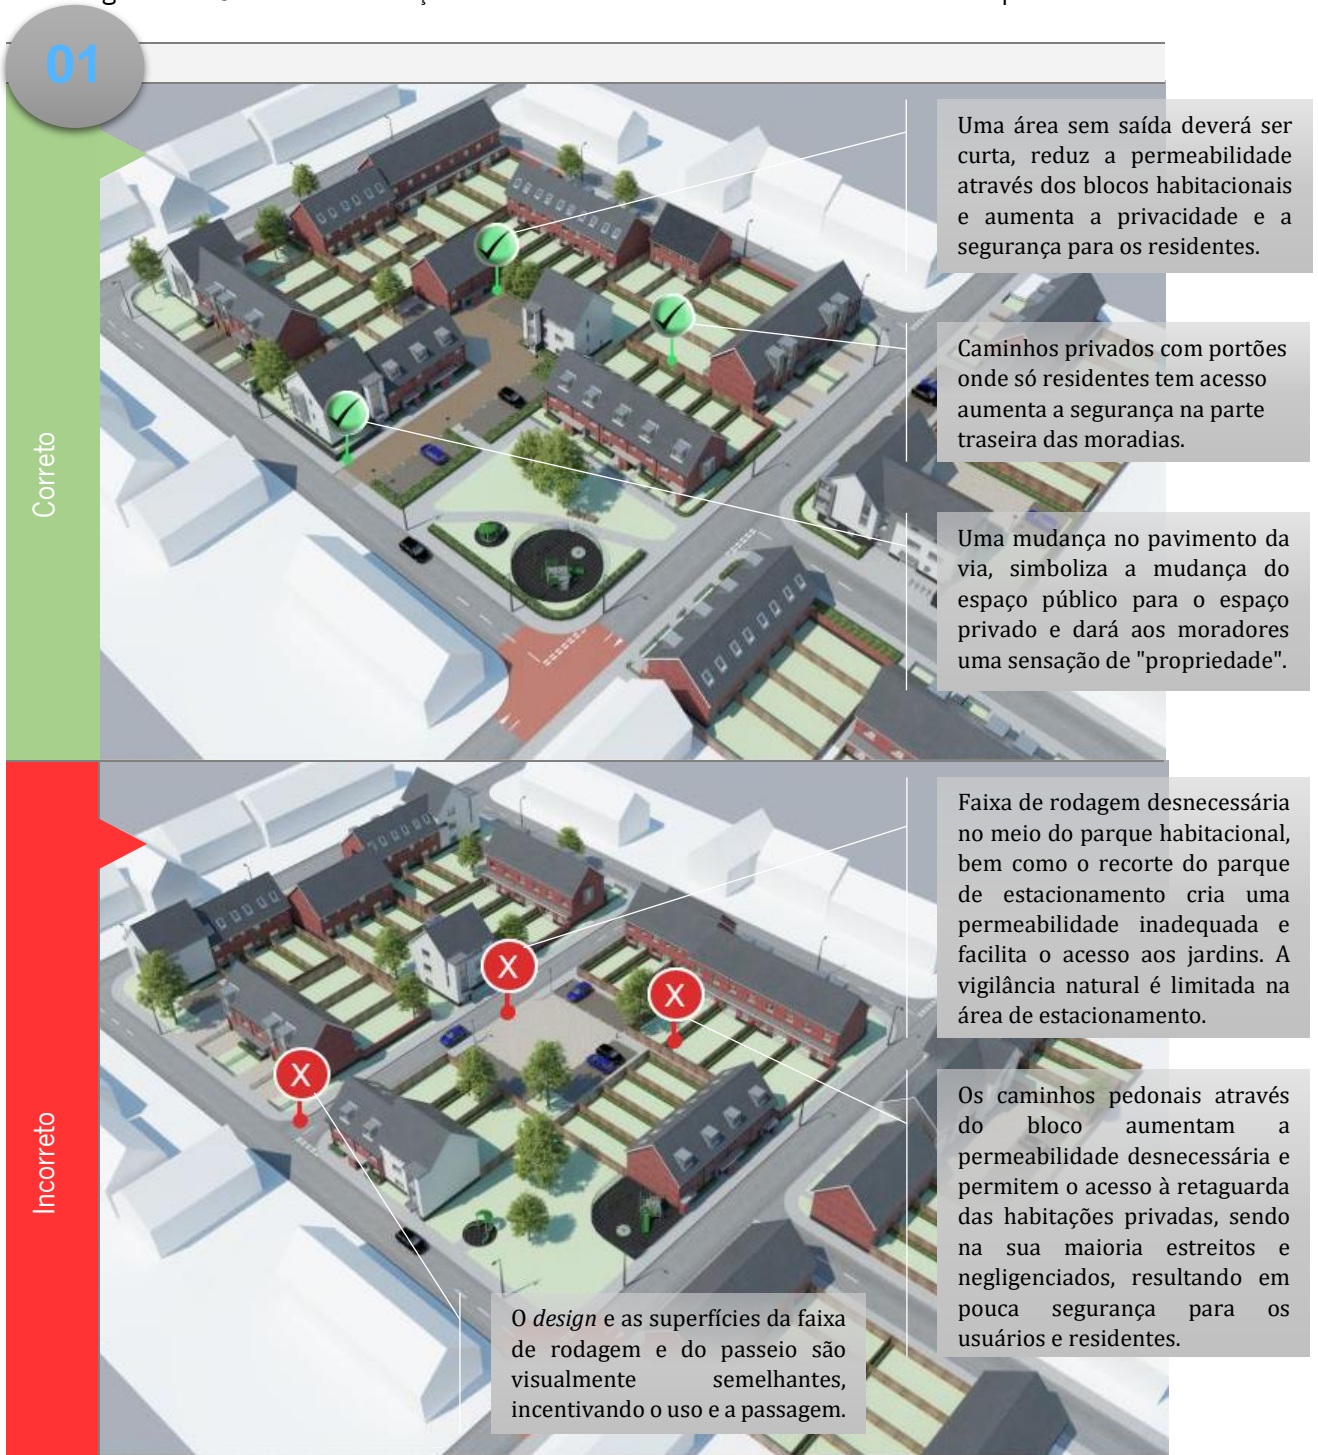 01
Correto
Uma área sem saída deverá ser
curta, reduz a permeabilidade
através dos blocos habitacionais
e aumenta a privacidade e a
segurança para os residentes.
Caminhos privados com portões
onde só residentes tem acesso
aumenta a segurança na parte
traseira das moradias.
Uma mudança no pavimento da
via, simboliza a mudança do
espaço público para o espaço
privado e dará aos moradores
uma sensação de "propriedade".
Incorreto
Faixa de rodagem desnecessária
no meio do parque habitacional,
bem como o recorte do parque
de estacionamento cria uma
permeabilidade inadequada e
facilita o acesso aos jardins. A
vigilância natural é limitada na
área de estacionamento.
X
X
X
Os caminhos pedonais através
do bloco aumentam a
permeabilidade desnecessária e
permitem o acesso à retaguarda
das habitações privadas, sendo
na sua maioria estreitos e
negligenciados, resultando em
pouca segurança para os
usuários e residentes.
O design e as superfícies da faixa
de rodagem e do passeio são
visualmente semelhantes,
incentivando o uso e a passagem.